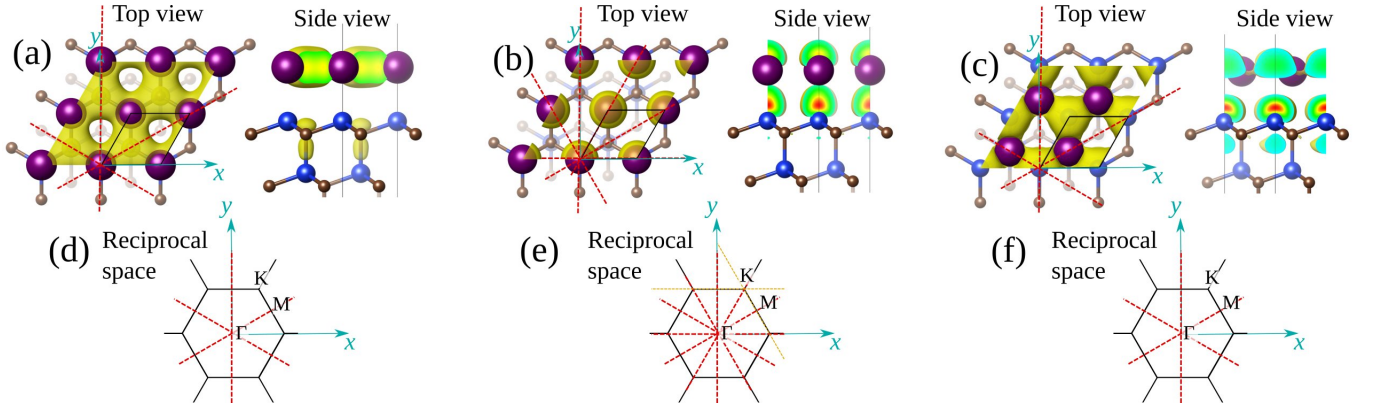 (a) Top view Side view
y
x
(b) Top view Side view
y
x
(c) Top view Side view
y
x
(d) Reciprocal space
y
K
M
Γ
x
(e) Reciprocal space
y
K
M
Γ
x
(f) Reciprocal space
y
K
M
Γ
x